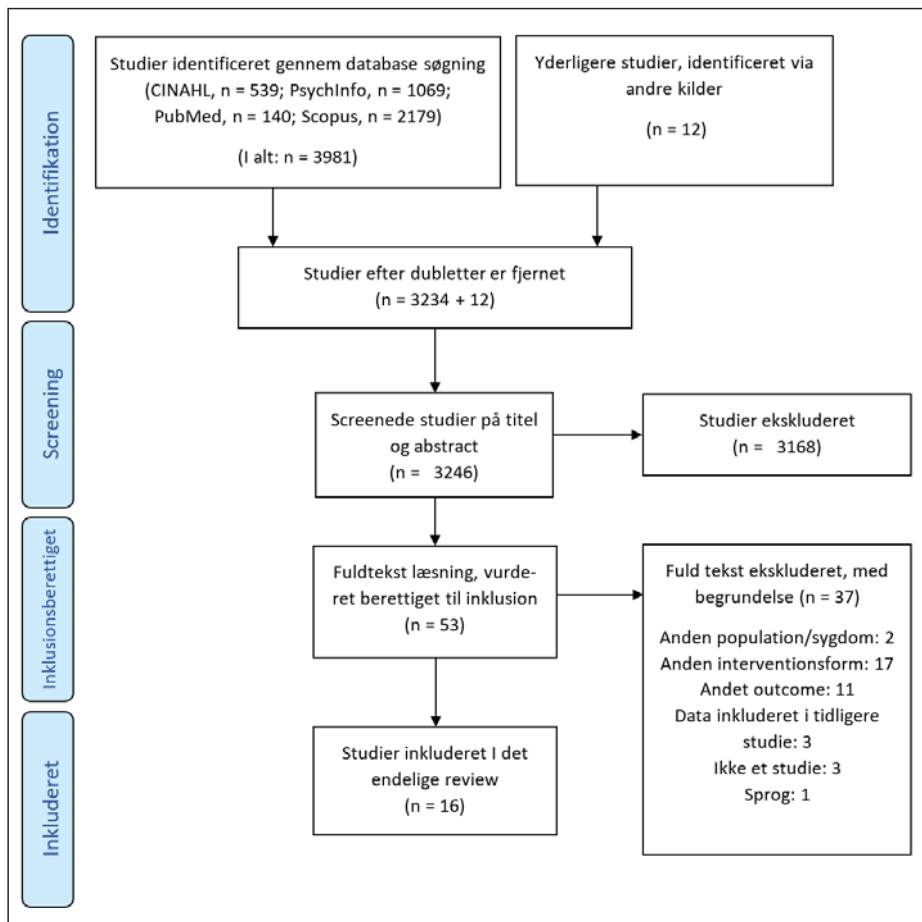 Identifikation
Studier identificeret gennem database søgning
(CINAHL, n = 539; PsychInfo, n = 1069;
PubMed, n = 140; Scopus, n = 2179)
(I alt: n = 3981)
Yderligere studier, identificeret via
andre kilder
(n = 12)
Studier efter dubletter er fjernet
(n = 3234 + 12)
Screening
Screenede studier på titel
og abstract
(n = 3246)
Studier ekskluderet
(n = 3168)
Inklusionsberettiget
Fuldtekst læsning, vurde-
ret berettiget til inklusion
(n = 53)
Fuld tekst ekskluderet, med
begrundelse (n = 37)
Anden population/sygdom: 2
Anden interventionsform: 17
Andet outcome: 11
Data inkluderet i tidligere
studie: 3
Ikke et studie: 3
Sprog: 1
Inkluderet
Studier inkluderet I det
endelige review
(n = 16)